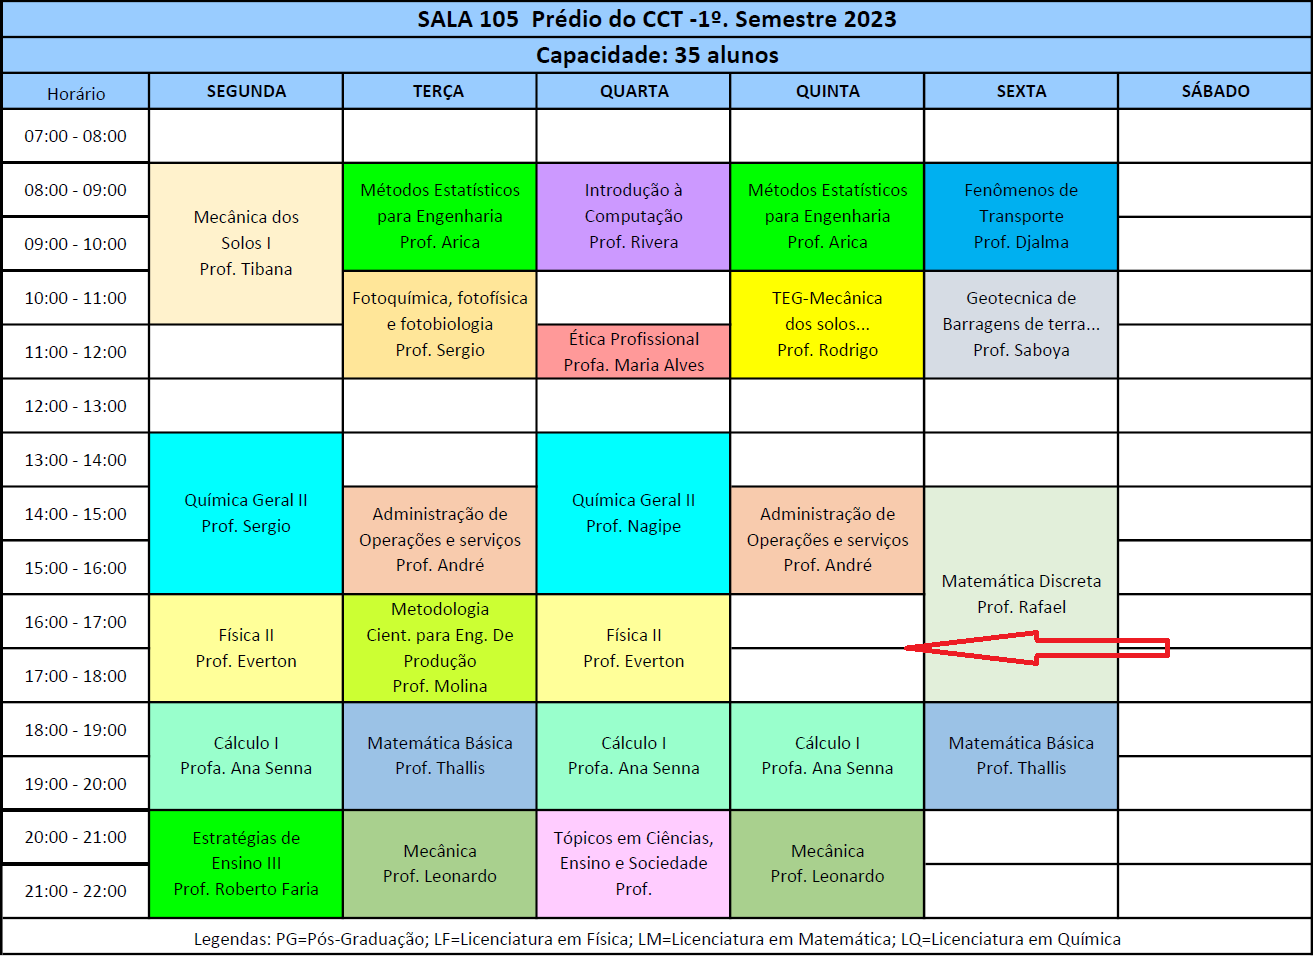 SALA 105 Prédio do CCT -1º. Semestre 2023
Capacidade: 35 alunos
Horário SEGUNDA TERÇA QUARTA QUINTA SEXTA SÁBADO
07:00 - 08:00
08:00 - 09:00
09:00 - 10:00
10:00 - 11:00
11:00 - 12:00
12:00 - 13:00
13:00 - 14:00
14:00 - 15:00
15:00 - 16:00
16:00 - 17:00
17:00 - 18:00
18:00 - 19:00
19:00 - 20:00
20:00 - 21:00
21:00 - 22:00
Mecânica dos
Solos I
Prof. Tibana
Química Geral II
Prof. Sergio
Física II
Prof. Everton
Cálculo I
Profa. Ana Senna
Estratégias de
Ensino III
Prof. Roberto Faria
Métodos Estatísticos
para Engenharia
Prof. Arica
Fotoquímica, fotofísica
e fotobiologia
Prof. Sergio
Administração de
Operações e serviços
Prof. André
Metodologia
Cient. para Eng. De
Produção
Prof. Molina
Matemática Básica
Prof. Thallis
Mecânica
Prof. Leonardo
Introdução à
Computação
Prof. Rivera
Ética Profissional
Profa. Maria Alves
Química Geral II
Prof. Nagipe
Física II
Prof. Everton
Cálculo I
Profa. Ana Senna
Tópicos em Ciências,
Ensino e Sociedade
Prof.
Métodos Estatísticos
para Engenharia
Prof. Arica
TEG-Mecânica
dos solos...
Prof. Rodrigo
Administração de
Operações e serviços
Prof. André
Cálculo I
Profa. Ana Senna
Mecânica
Prof. Leonardo
Fenômenos de
Transporte
Prof. Djalma
Geotecnica de
Barragens de terra...
Prof. Saboya
Matemática Discreta
Prof. Rafael
Matemática Básica
Prof. Thallis
Legendas: PG=Pós-Graduação; LF=Licenciatura em Física; LM=Licenciatura em Matemática; LQ=Licenciatura em Química